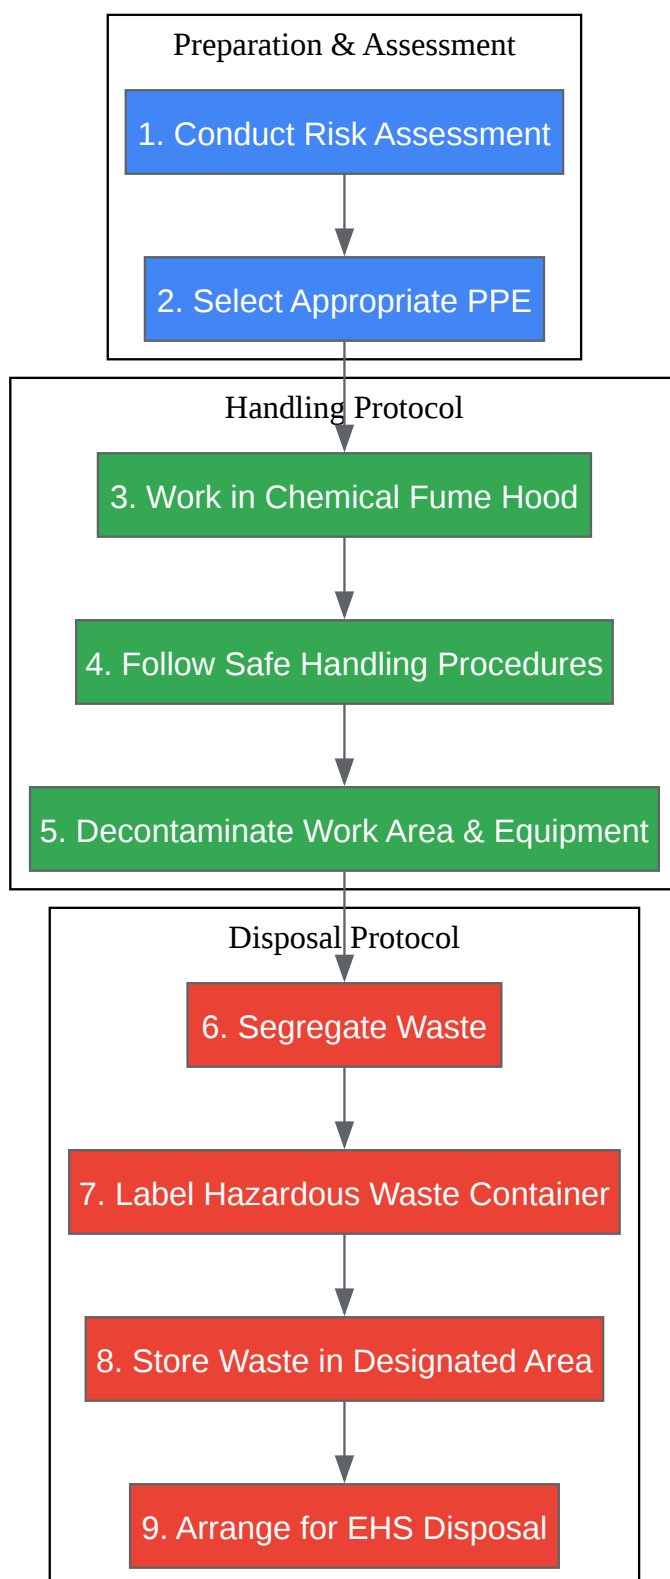 Preparation & Assessment
1. Conduct Risk Assessment
2. Select Appropriate PPE
Handling Protocol
3. Work in Chemical Fume Hood
4. Follow Safe Handling Procedures
5. Decontaminate Work Area & Equipment
Disposal Protocol
6. Segregate Waste
7. Label Hazardous Waste Container
8. Store Waste in Designated Area
9. Arrange for EHS Disposal